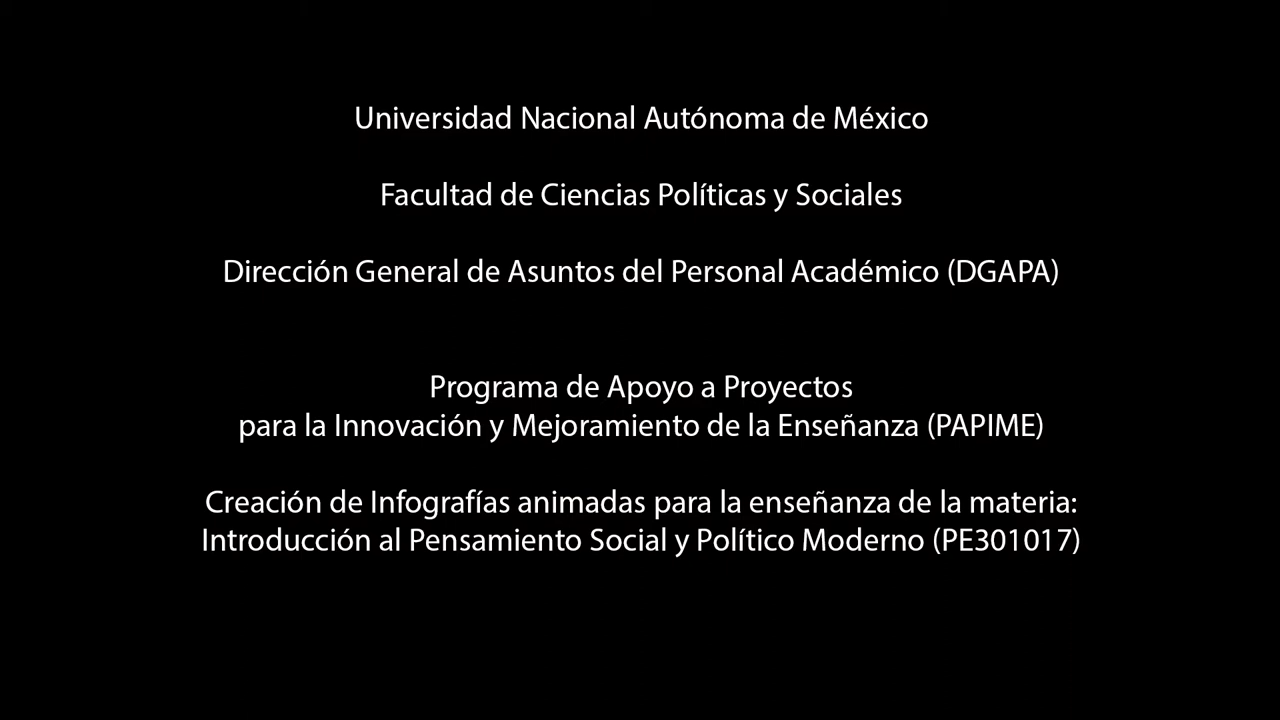 Universidad Nacional Autónoma de México
Facultad de Ciencias Políticas y Sociales
Dirección General de Asuntos del Personal Académico (DGAPA)
Programa de Apoyo a Proyectos
para la Innovación y Mejoramiento de la Enseñanza (PAPIME)
Creación de Infografías animadas para la enseñanza de la materia:
Introducción al Pensamiento Social y Político Moderno (PE301017)